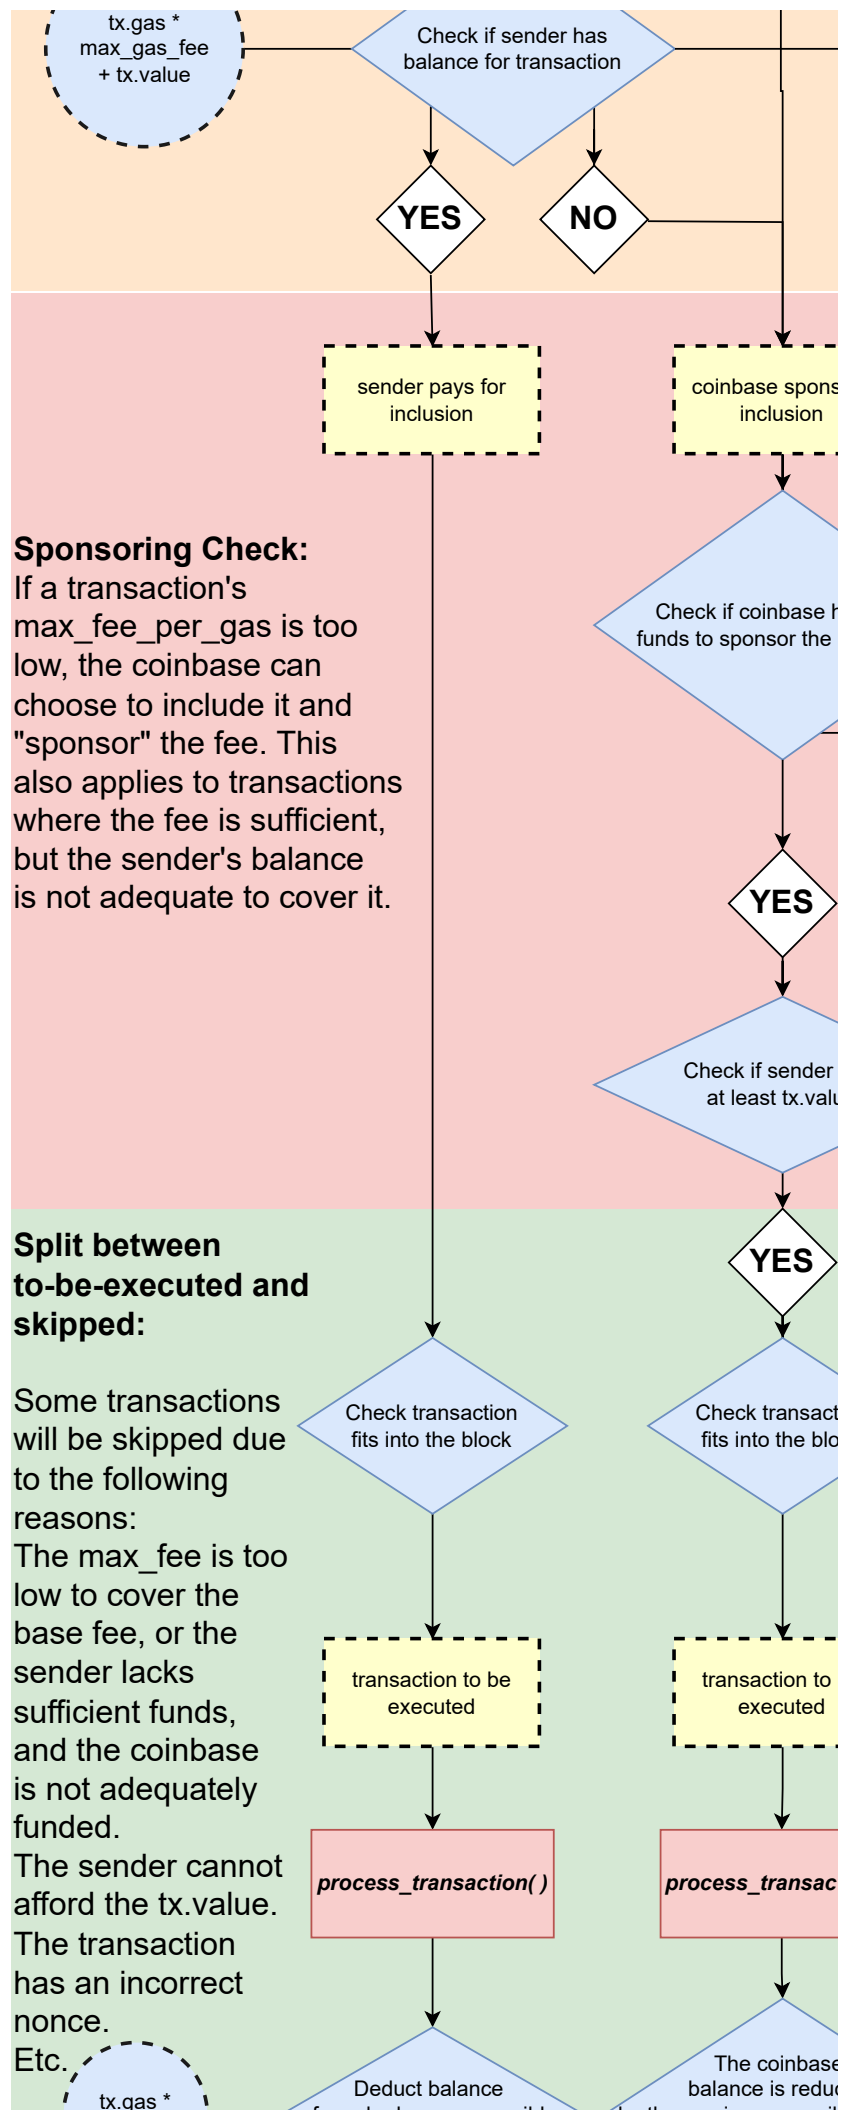 tx.gas *
max_gas_fee
+ tx.value
Check if sender has
balance for transaction
YES
NO
sender pays for
inclusion
coinbase
inclusion
Sponsoring Check:
If a transaction's
max_fee_per_gas is too
low, the coinbase can
choose to include it and
"sponsor" the fee. This
also applies to transactions
where the fee is sufficient,
but the sender's balance
is not adequate to cover it.
Check if coinbase
funds to sponsor the
YES
Check if sender
at least
YES
Split between
to-be-executed and
skipped:
Some transactions
will be skipped due
to the following
reasons:
The max_fee is too
low to cover the
base fee, or the
sender lacks
sufficient funds,
and the coinbase
is not adequately
funded.
The sender cannot
afford the tx.value.
The transaction
has an incorrect
nonce.
Etc.
Check transaction
fits into the block
Check
fits into the
transaction to be
executed
transaction to
executed
process_transaction( )
tx.gas *
Deduct balance
The coinbase
balance is